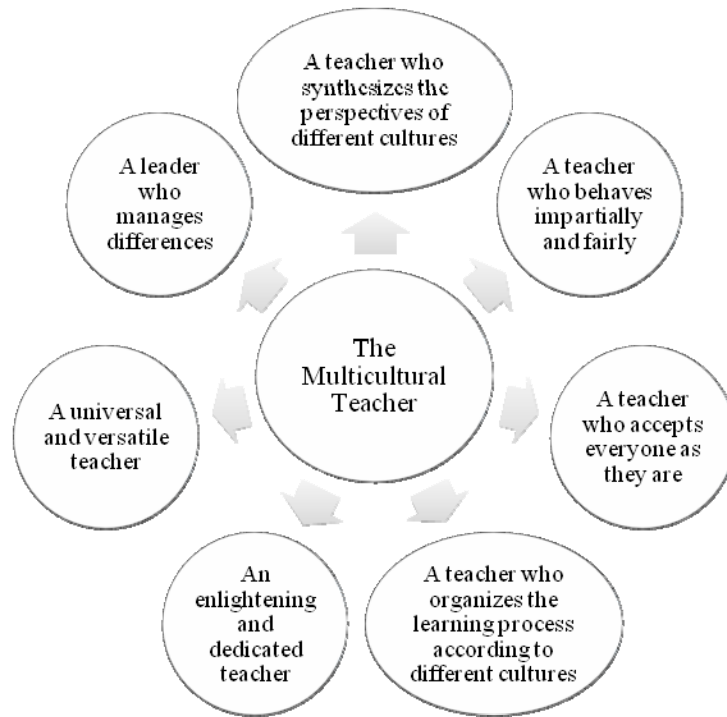 A teacher who
synthesizes the
perspectives of
different cultures
A leader
who
manages
differences
A teacher
who behaves
impartially
and fairly
The
Multicultural
Teacher
A universal
and versatile
teacher
A teacher
who accepts
everyone as
they are
An
enlightening
and
dedicated
teacher
A teacher who
organizes the
learning process
according to
different cultures